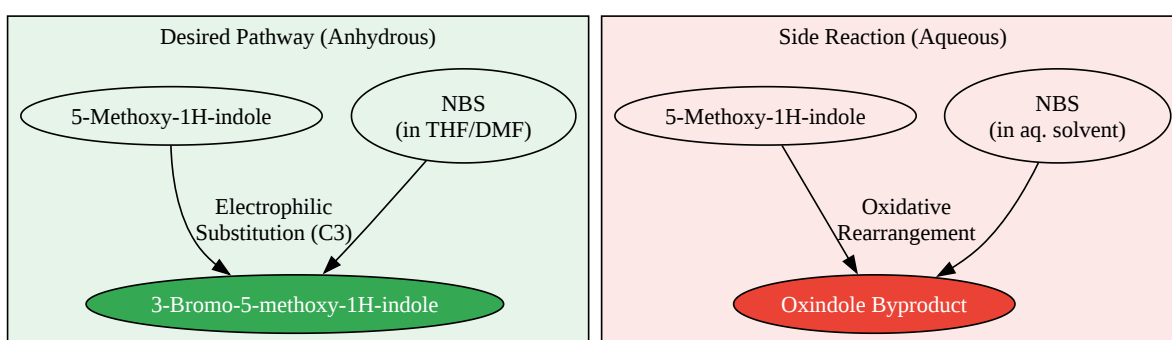 Desired Pathway (Anhydrous)
5-Methoxy-1H-indole
NBS
(in THF/DMF)
Electrophilic
Substitution (C3)
3-Bromo-5-methoxy-1H-indole
Side Reaction (Aqueous)
5-Methoxy-1H-indole
NBS
(in aq. solvent)
Oxidative
Rearrangement
Oxindole Byproduct